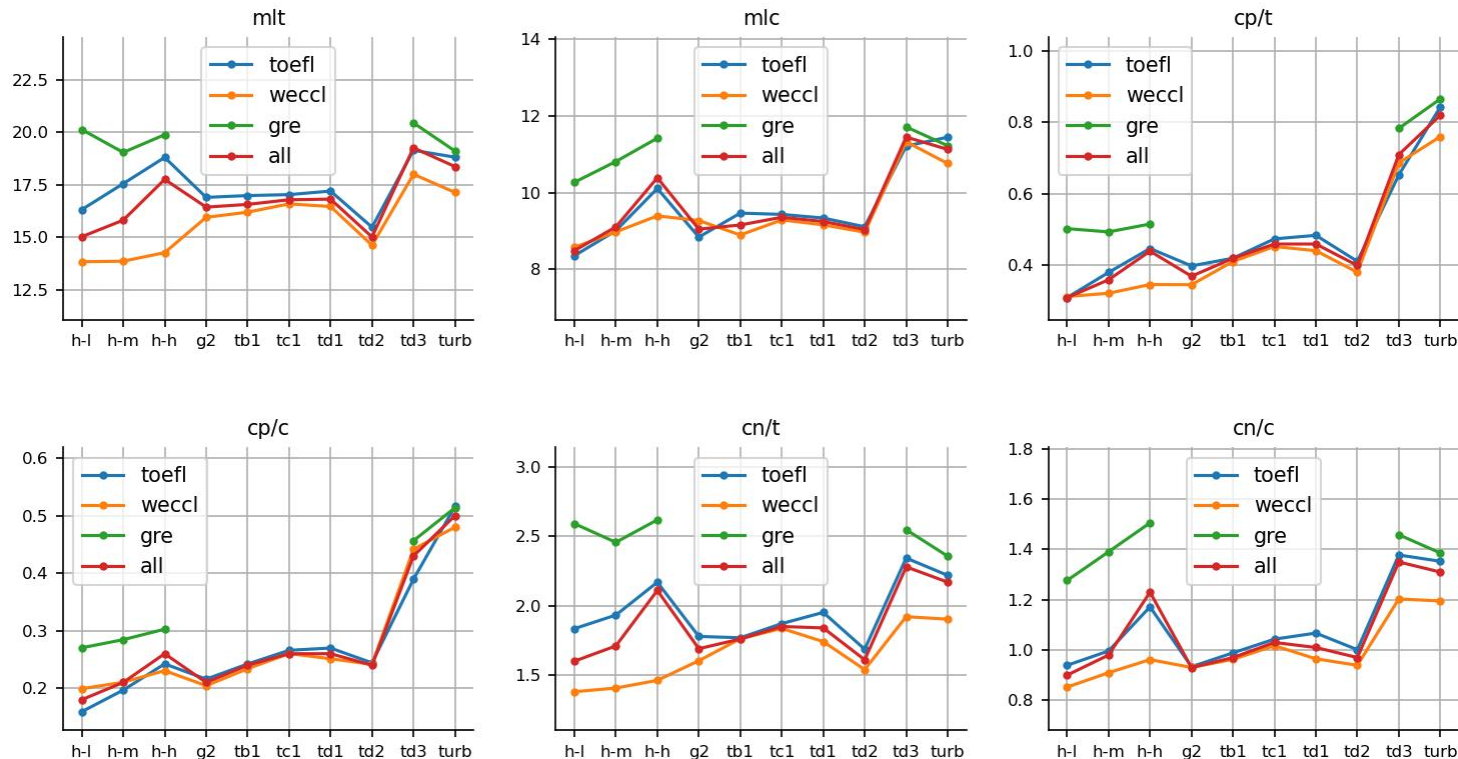 mlt
22.5
20.0
17.5
15.0
12.5
toefl
weccl
gre
all
h-l h-m h-h g2 tb1 tc1 td1 td2 td3 turb
mlc
14
12
10
8
toefl
weccl
gre
all
h-l h-m h-h g2 tb1 tc1 td1 td2 td3 turb
cp/t
1.0
0.8
0.6
0.4
toefl
weccl
gre
all
h-l h-m h-h g2 tb1 tc1 td1 td2 td3 turb
cp/c
0.6
0.5
0.4
0.3
0.2
toefl
weccl
gre
all
h-l h-m h-h g2 tb1 tc1 td1 td2 td3 turb
cn/t
3.0
2.5
2.0
1.5
toefl
weccl
gre
all
h-l h-m h-h g2 tb1 tc1 td1 td2 td3 turb
cn/c
1.8
1.6
1.4
1.2
1.0
0.8
toefl
weccl
gre
all
h-l h-m h-h g2 tb1 tc1 td1 td2 td3 turb